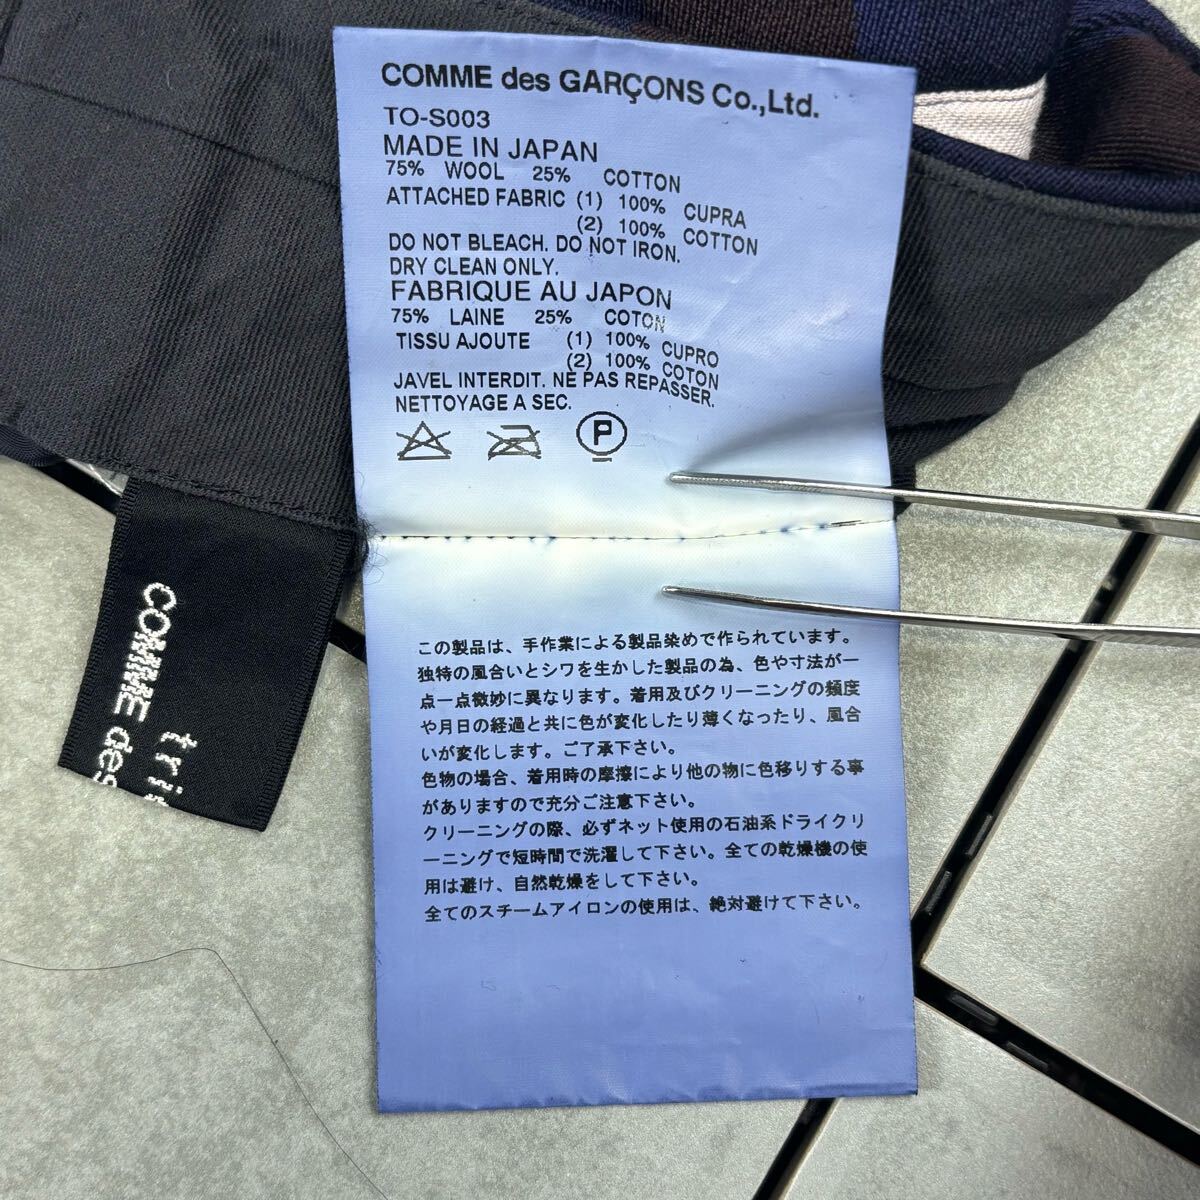 COMME des GARÇONS Co.,Ltd.
TO-S003
MADE IN JAPAN
75% WOOL 25% COTTON
ATTACHED FABRIC (1) 100% CUPRA
(2) 100% COTTON
DO NOT BLEACH. DO NOT IRON.
DRY CLEAN ONLY.
FABRIQUE AU JAPON
75% LAINE 25% COTON
TISSU AJOUTE (1) 100% CUPRO
(2) 100% COTON
JAVEL INTERDIT. NE PAS REPASSER.
NETTOYAGE A SEC.
P
この製品は、手作業による製品染めで作られています。
独特の風合いとシワを生かした製品の為、色や寸法が一
点一点微妙に異なります。着用及びクリーニングの頻度
や月日の経過と共に色が変化したり薄くなったり、風合
いが変化します。ご了承下さい。
色物の場合、着用時の摩擦により他の物に色移りする事
がありますので充分ご注意下さい。
クリーニングの際、必ずネット使用の石油系ドライクリ
ーニングで短時間で洗濯して下さい。全ての乾燥機の使
用は避け、自然乾燥をして下さい。
全てのスチームアイロンの使用は、絶対避けて下さい。
tri
COMME des